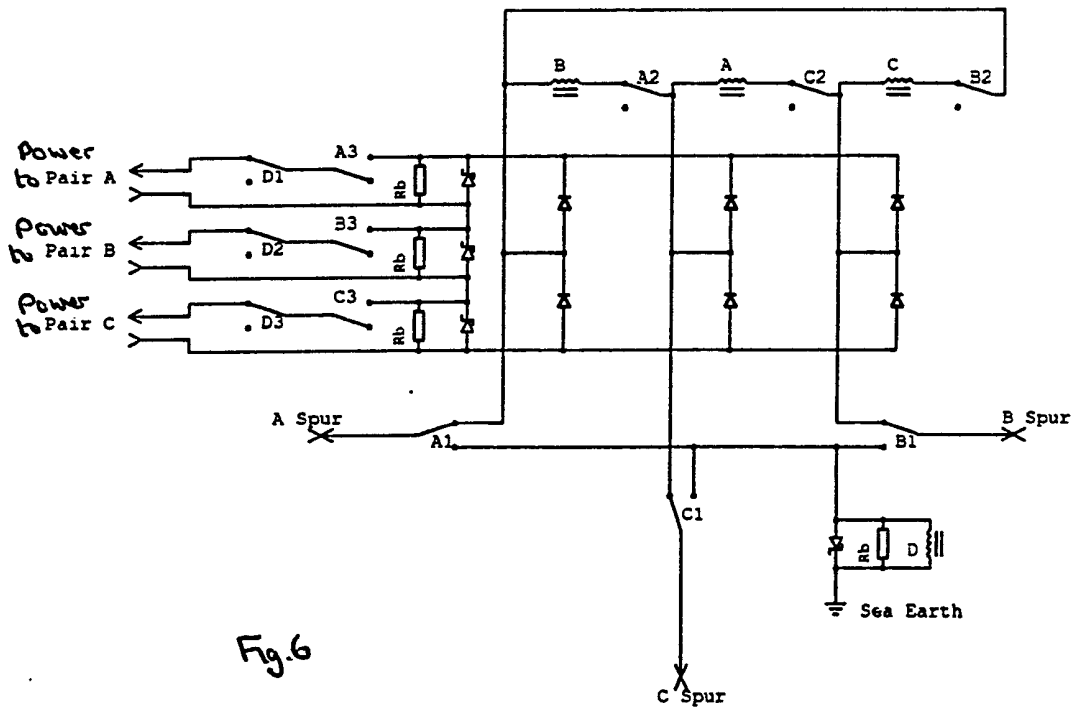 B
A2
A
C2
C
B2
Power
to Pair A
D1
A3
Rb
Power
to Pair B
D2
B3
Rb
Power
to Pair C
D3
C3
Rb
A Spur
A1
B Spur
B1
C1
Rb
D
Sea Earth
Fig.6
C Spur